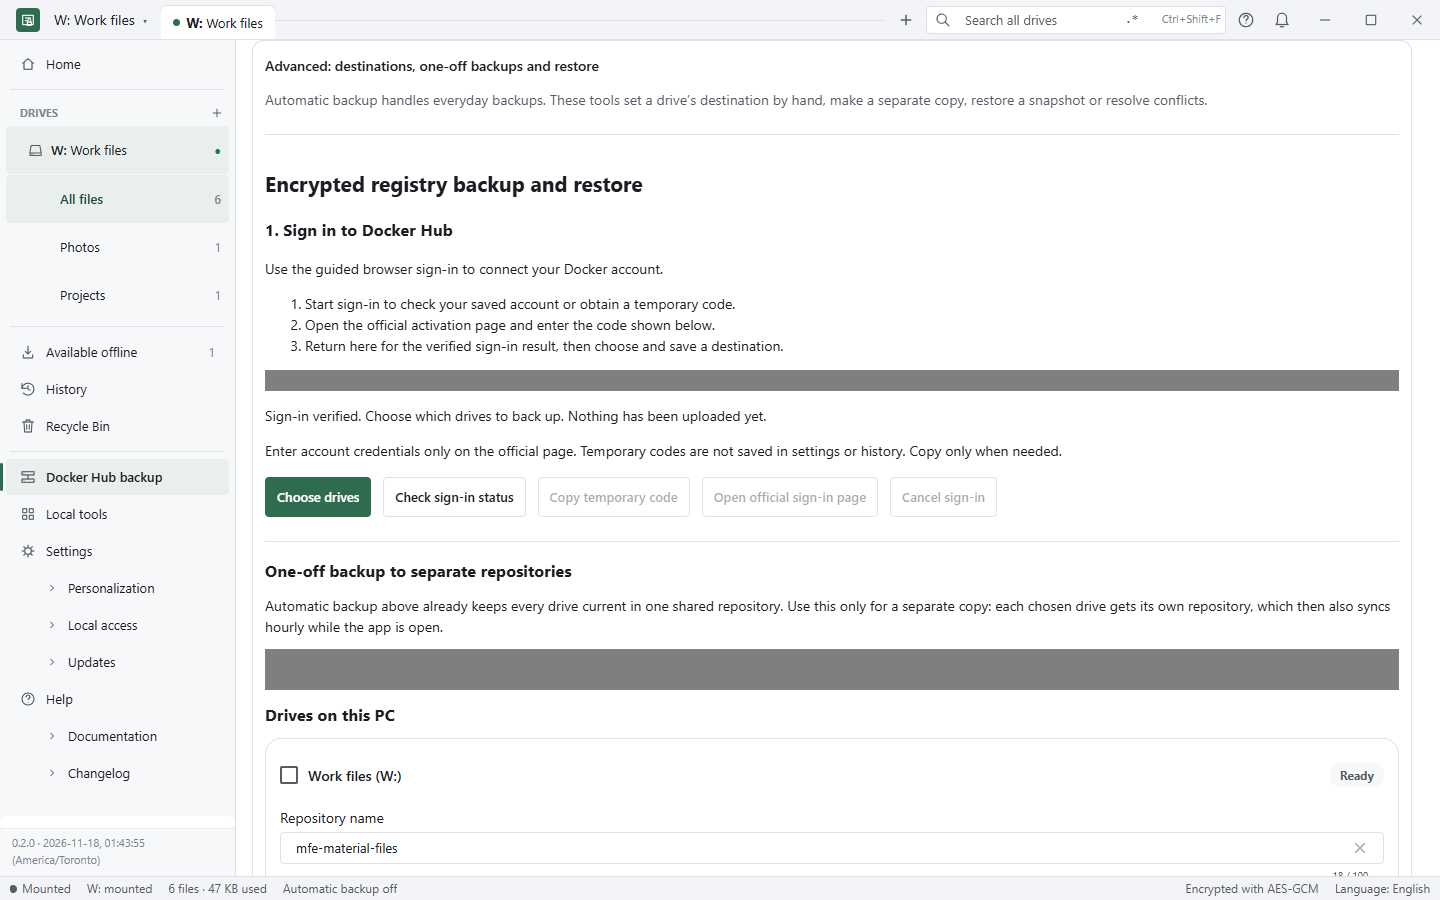 W: Work files
W: Work files
Search all drives
.*
Ctrl+Shift+F
Home
DRIVES
W: Work files
All files 6
Photos 1
Projects 1
Available offline 1
History
Recycle Bin
Docker Hub backup
Local tools
Settings
Personalization
Local access
Updates
Help
Documentation
Changelog
0.2.0 · 2026-11-18, 01:43:55
(America/Toronto)
Advanced: destinations, one-off backups and restore
Automatic backup handles everyday backups. These tools set a drive's destination by hand, make a separate copy, restore a snapshot or resolve conflicts.
Encrypted registry backup and restore
1. Sign in to Docker Hub
Use the guided browser sign-in to connect your Docker account.
1. Start sign-in to check your saved account or obtain a temporary code.
2. Open the official activation page and enter the code shown below.
3. Return here for the verified sign-in result, then choose and save a destination.
Sign-in verified. Choose which drives to back up. Nothing has been uploaded yet.
Enter account credentials only on the official page. Temporary codes are not saved in settings or history. Copy only when needed.
Choose drives
Check sign-in status
Copy temporary code
Open official sign-in page
Cancel sign-in
One-off backup to separate repositories
Automatic backup above already keeps every drive current in one shared repository. Use this only for a separate copy: each chosen drive gets its own repository, which then also syncs
hourly while the app is open.
Drives on this PC
Work files (W:)
Ready
Repository name
mfe-material-files
18 / 100
Mounted
W: mounted
6 files · 47 KB used
Automatic backup off
Encrypted with AES-GCM
Language: English